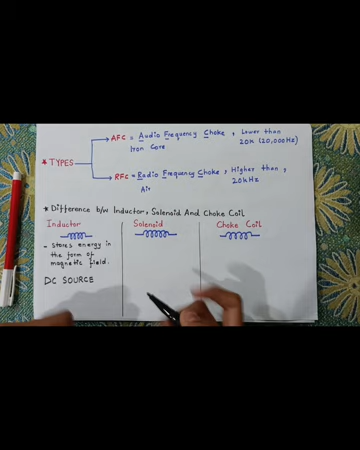 AFC = Audio Frequency Choke, Lower than
Iron Core 20K (20,000Hz)
* TYPES
RFC = Radio Frequency Choke, Higher than,
Air 20kHz
* Difference b/w Inductor, Solenoid And Choke Coil
Inductor Solenoid Choke Coil
- Stores energy in
the form of
magnetic field.
DC SOURCE